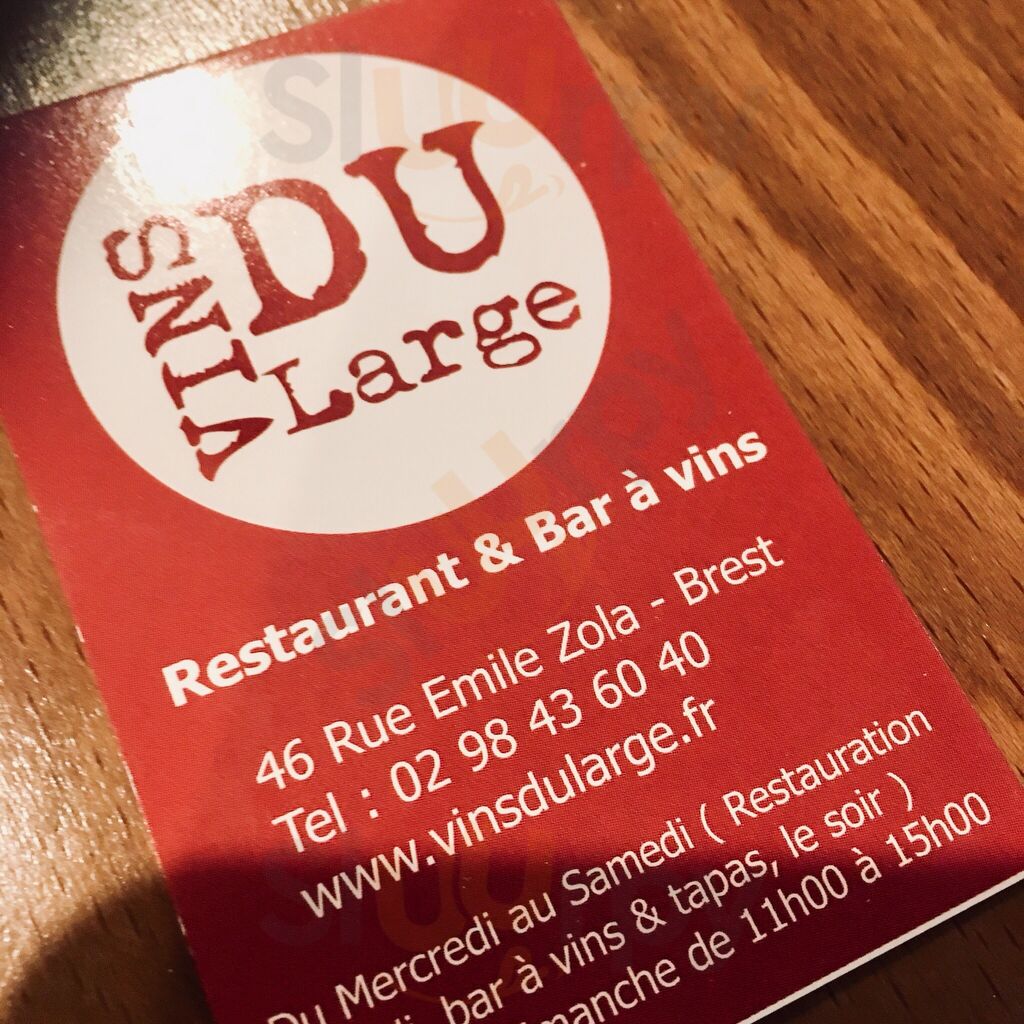 VINS
DU
Large
Restaurant & Bar à vins
46 Rue Emile Zola - Brest
Tel : 02 98 43 60 40
www.vinsdularge.fr
Du Mercredi au Samedi ( Restauration
bar à vins & tapas, le soir )
de 11h00 à 15h00